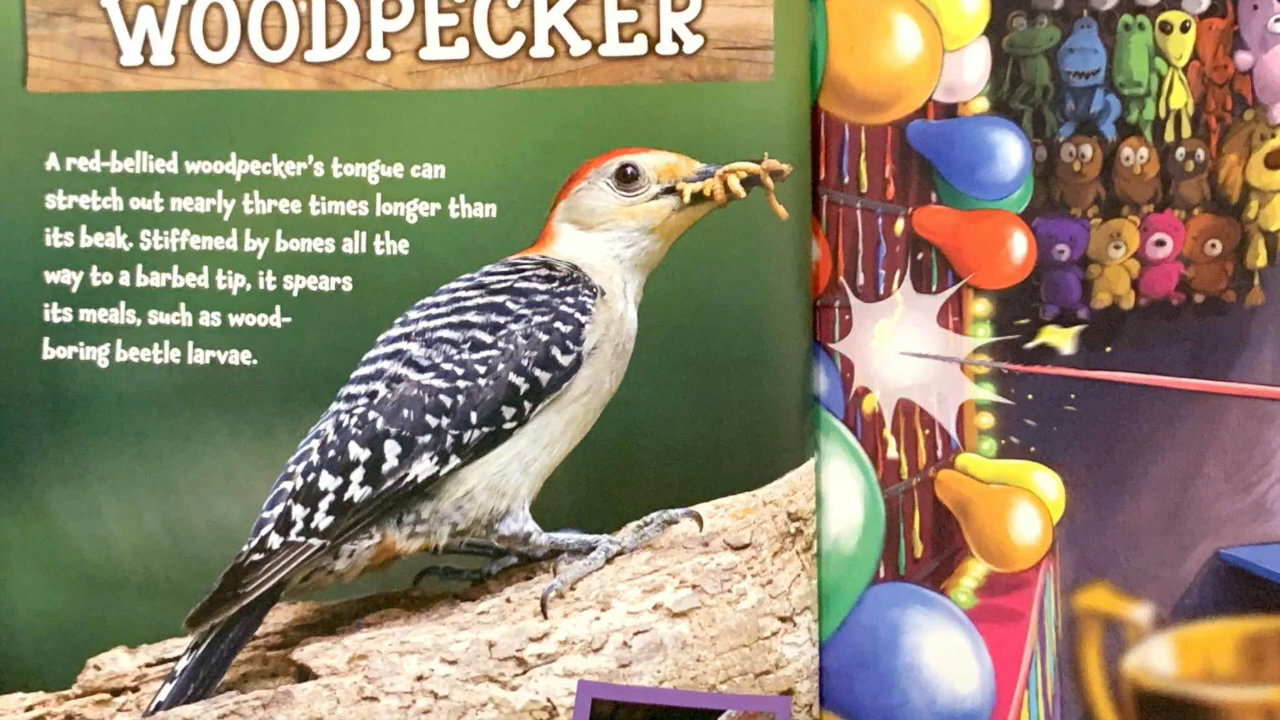 WOODPECKER
A red-bellied woodpecker's tongue can
stretch out nearly three times longer than
its beak. Stiffened by bones all the
way to a barbed tip, it spears
its meals, such as wood-
boring beetle larvae.